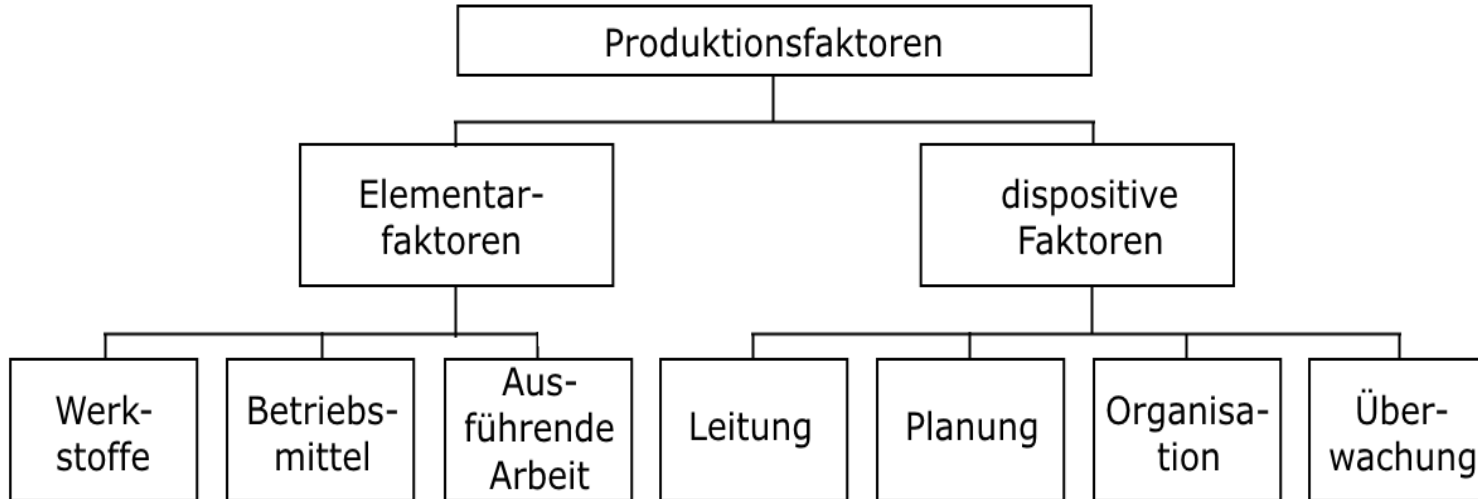 Produktionsfaktoren
Elementar-
faktoren
dispositive
Faktoren
Werk-
stoffe
Betriebs-
mittel
Aus-
führende
Arbeit
Leitung
Planung
Organisa-
tion
Über-
wachung